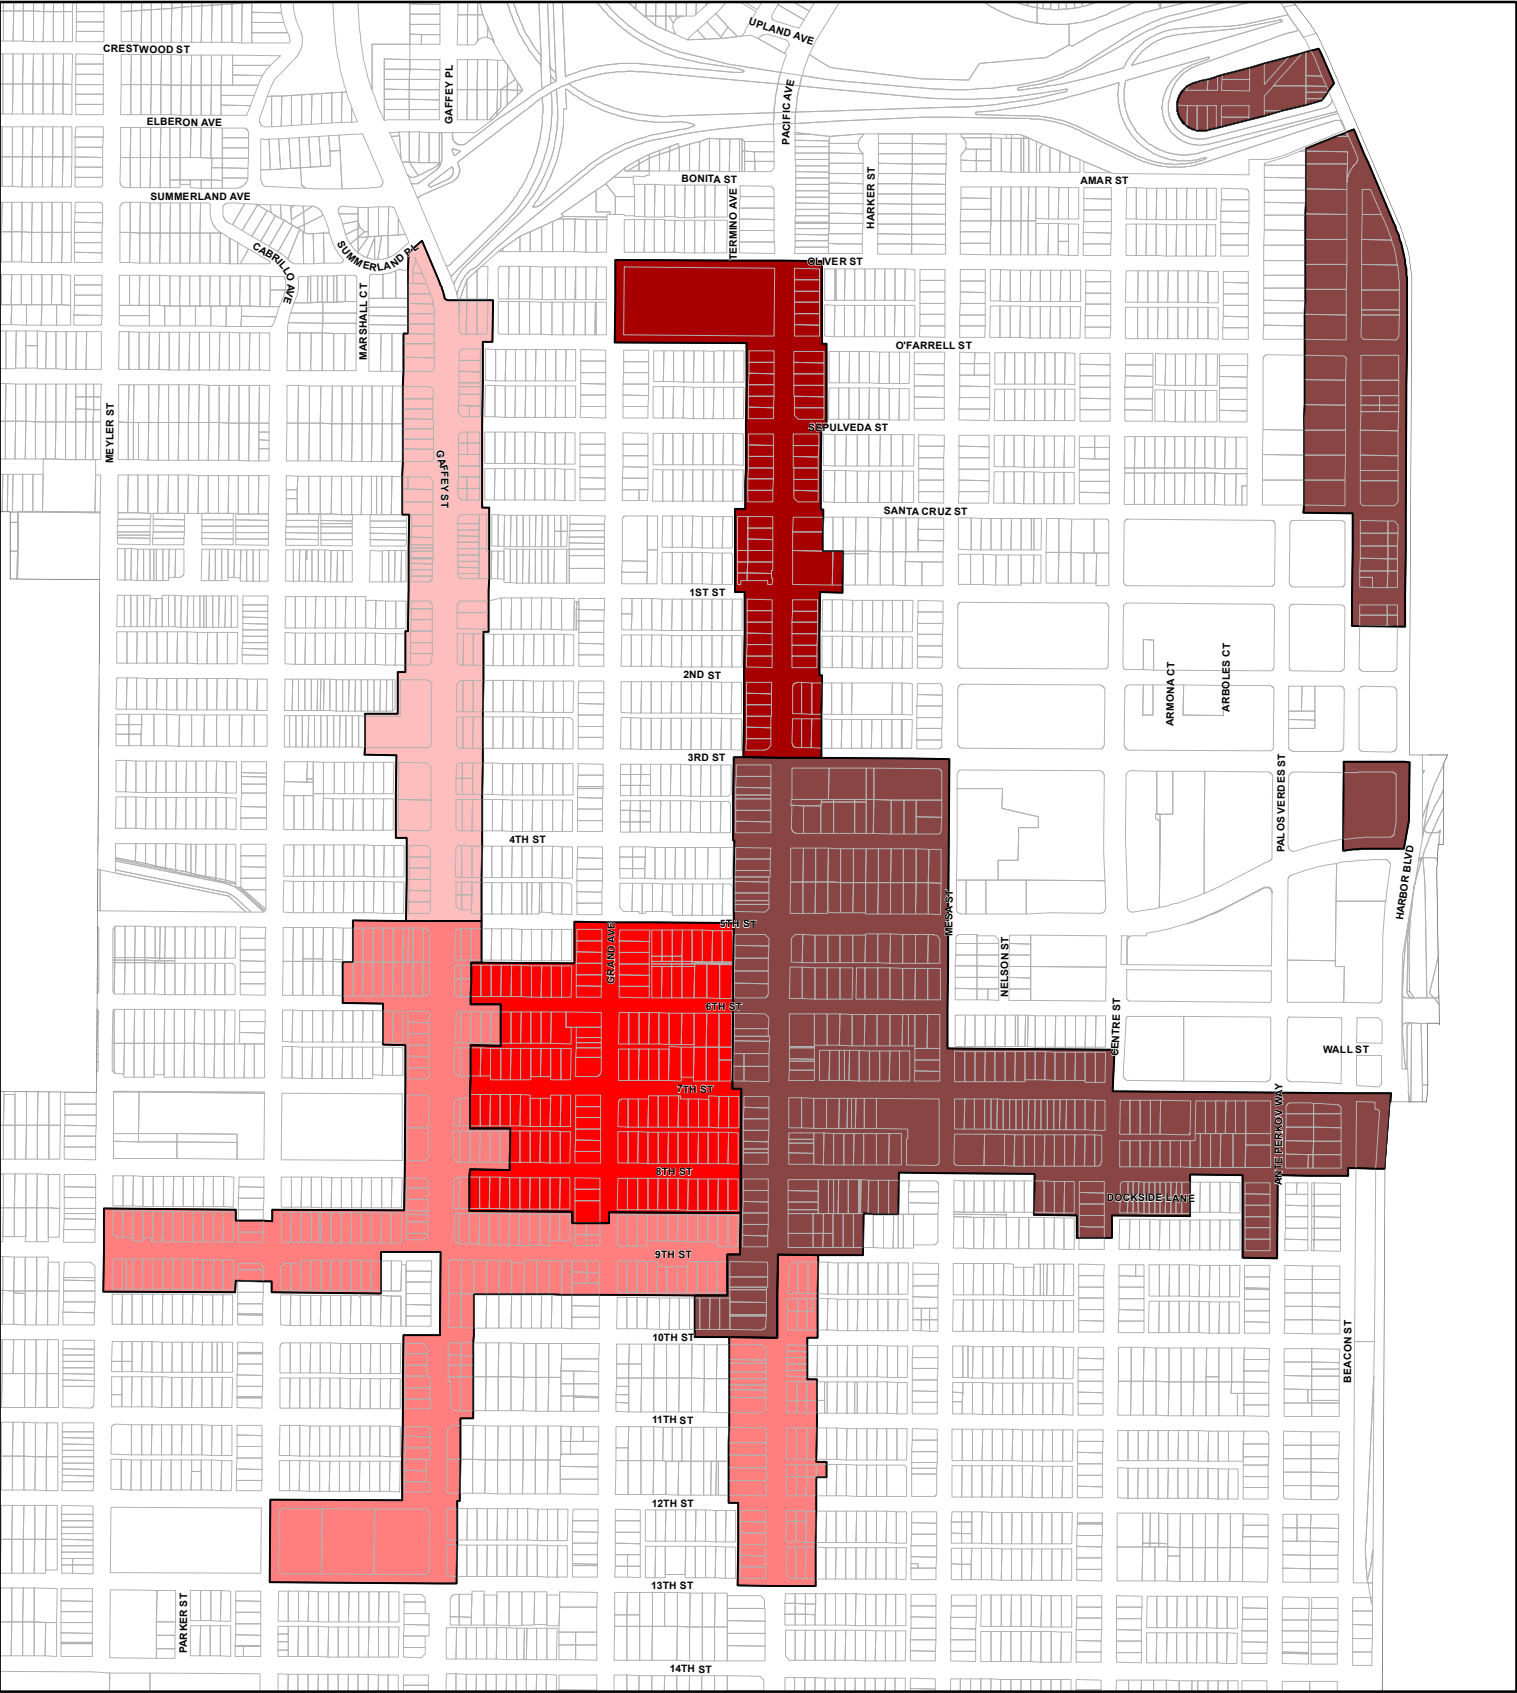 UPLAND AVE
CRESTWOOD ST
GAFFEY PL
PACIFIC AVE
ELBERON AVE
BONITA ST
AMAR ST
SUMMERLAND AVE
HARKER ST
TERMINO AVE
CABRILLO AVE
SUMMERLAND PL
OLIVER ST
MARSHALL CT
O'FARRELL ST
MEYLER ST
SEPULVEDA ST
GAFFEY ST
SANTA CRUZ ST
1ST ST
2ND ST
ARMONA CT
ARBOLES CT
3RD ST
PALOS VERDES ST
4TH ST
HARBOR BLVD
MESA ST
5TH ST
GRAND AVE
NELSON ST
6TH ST
CENTRE ST
WALL ST
7TH ST
ANTE PERKOV WAY
8TH ST
DOCKSIDE LANE
9TH ST
10TH ST
BEACON ST
11TH ST
12TH ST
13TH ST
PARKER ST
14TH ST